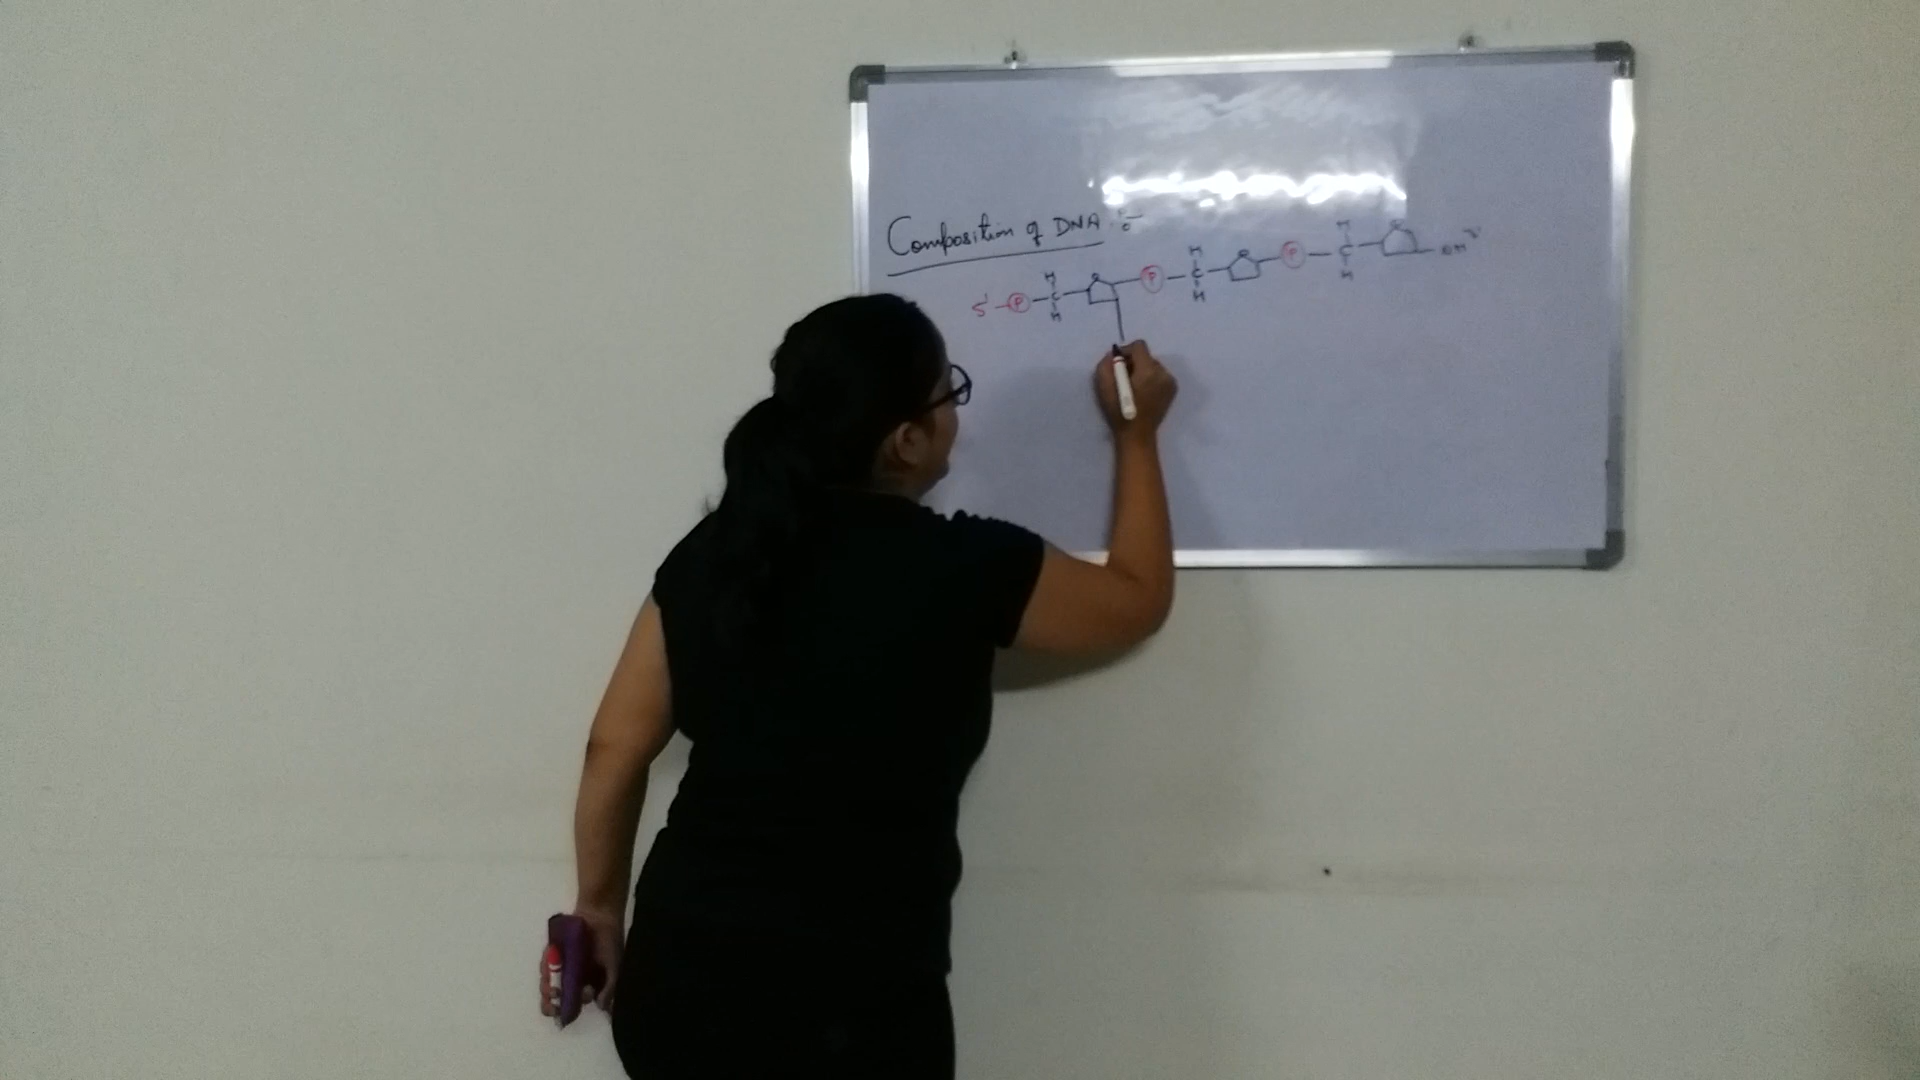 Composition of DNA :-
H H H
5' — P — C — O — P — C — O — P — C — O — OH 3'
H H H